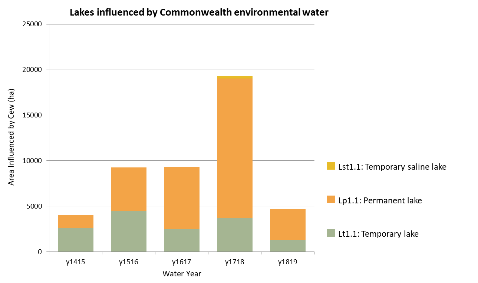 Lakes influenced by Commonwealth environmental water
25000
20000
15000
10000
5000
0
Area Influenced by Cew (ha)
y1415 y1516 y1617 y1718 y1819
Water Year
Lst1.1: Temporary saline lake
Lp1.1: Permanent lake
Lt1.1: Temporary lake